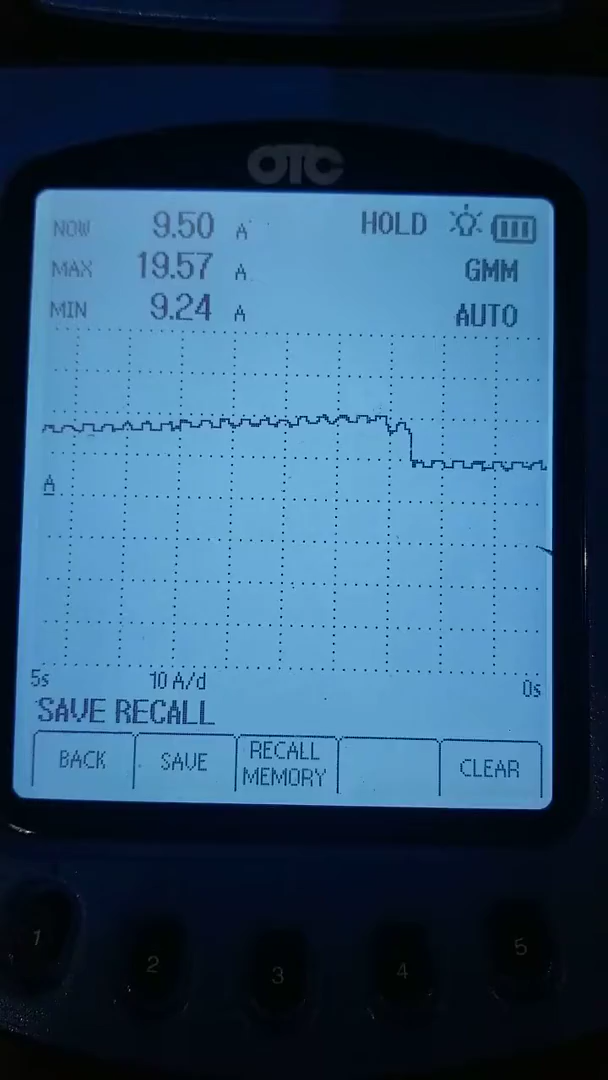 OTC
NOW 9.50 A HOLD
MAX 19.57 A GMM
MIN 9.24 A AUTO
A
5s 10 A/d 0s
SAVE RECALL
BACK SAVE RECALL MEMORY CLEAR
1 2 3 4 5